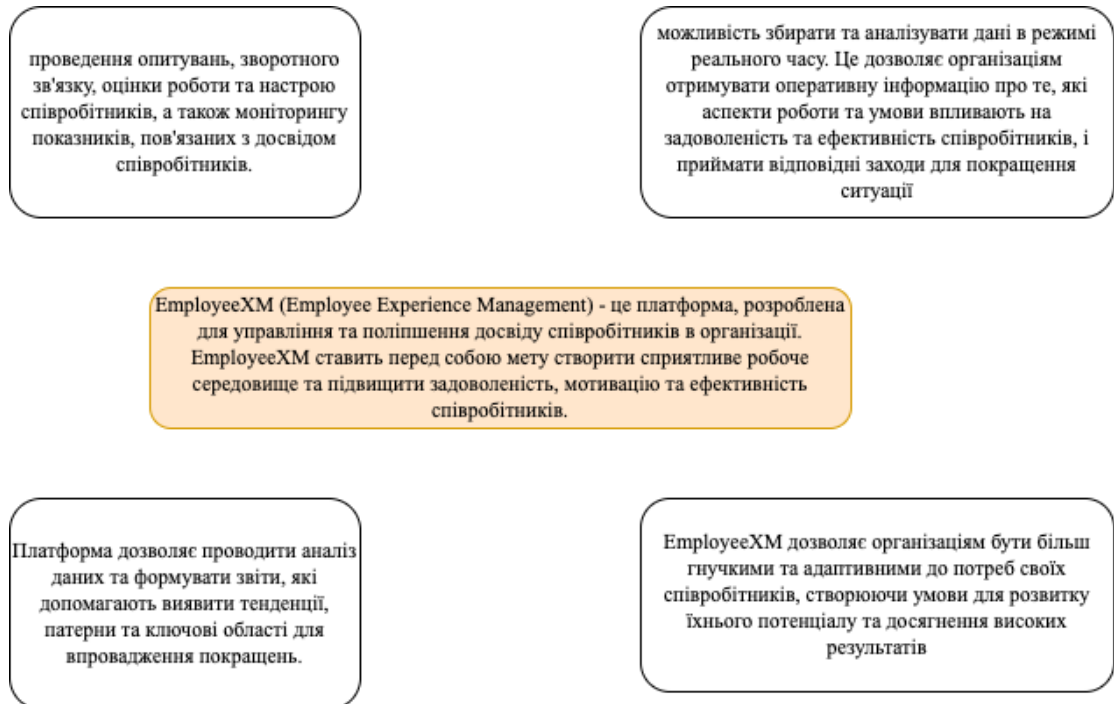 проведення опитувань, зворотного
зв'язку, оцінки роботи та настрою
співробітників, а також моніторингу
показників, пов'язаних з досвідом
співробітників.
можливість збирати та аналізувати дані в режимі
реального часу. Це дозволяє організаціям
отримувати оперативну інформацію про те, які
аспекти роботи та умови впливають на
задоволеність та ефективність співробітників, і
приймати відповідні заходи для покращення
ситуації
EmployeeXM (Employee Experience Management) - це платформа, розроблена
для управління та поліпшення досвіду співробітників в організації.
EmployeeXM ставить перед собою мету створити сприятливе робоче
середовище та підвищити задоволеність, мотивацію та ефективність
співробітників.
Платформа дозволяє проводити аналіз
даних та формувати звіти, які
допомагають виявити тенденції,
патерни та ключові області для
впровадження покращень.
EmployeeXM дозволяє організаціям бути більш
гнучкими та адаптивними до потреб своїх
співробітників, створюючи умови для розвитку
їхнього потенціалу та досягнення високих
результатів